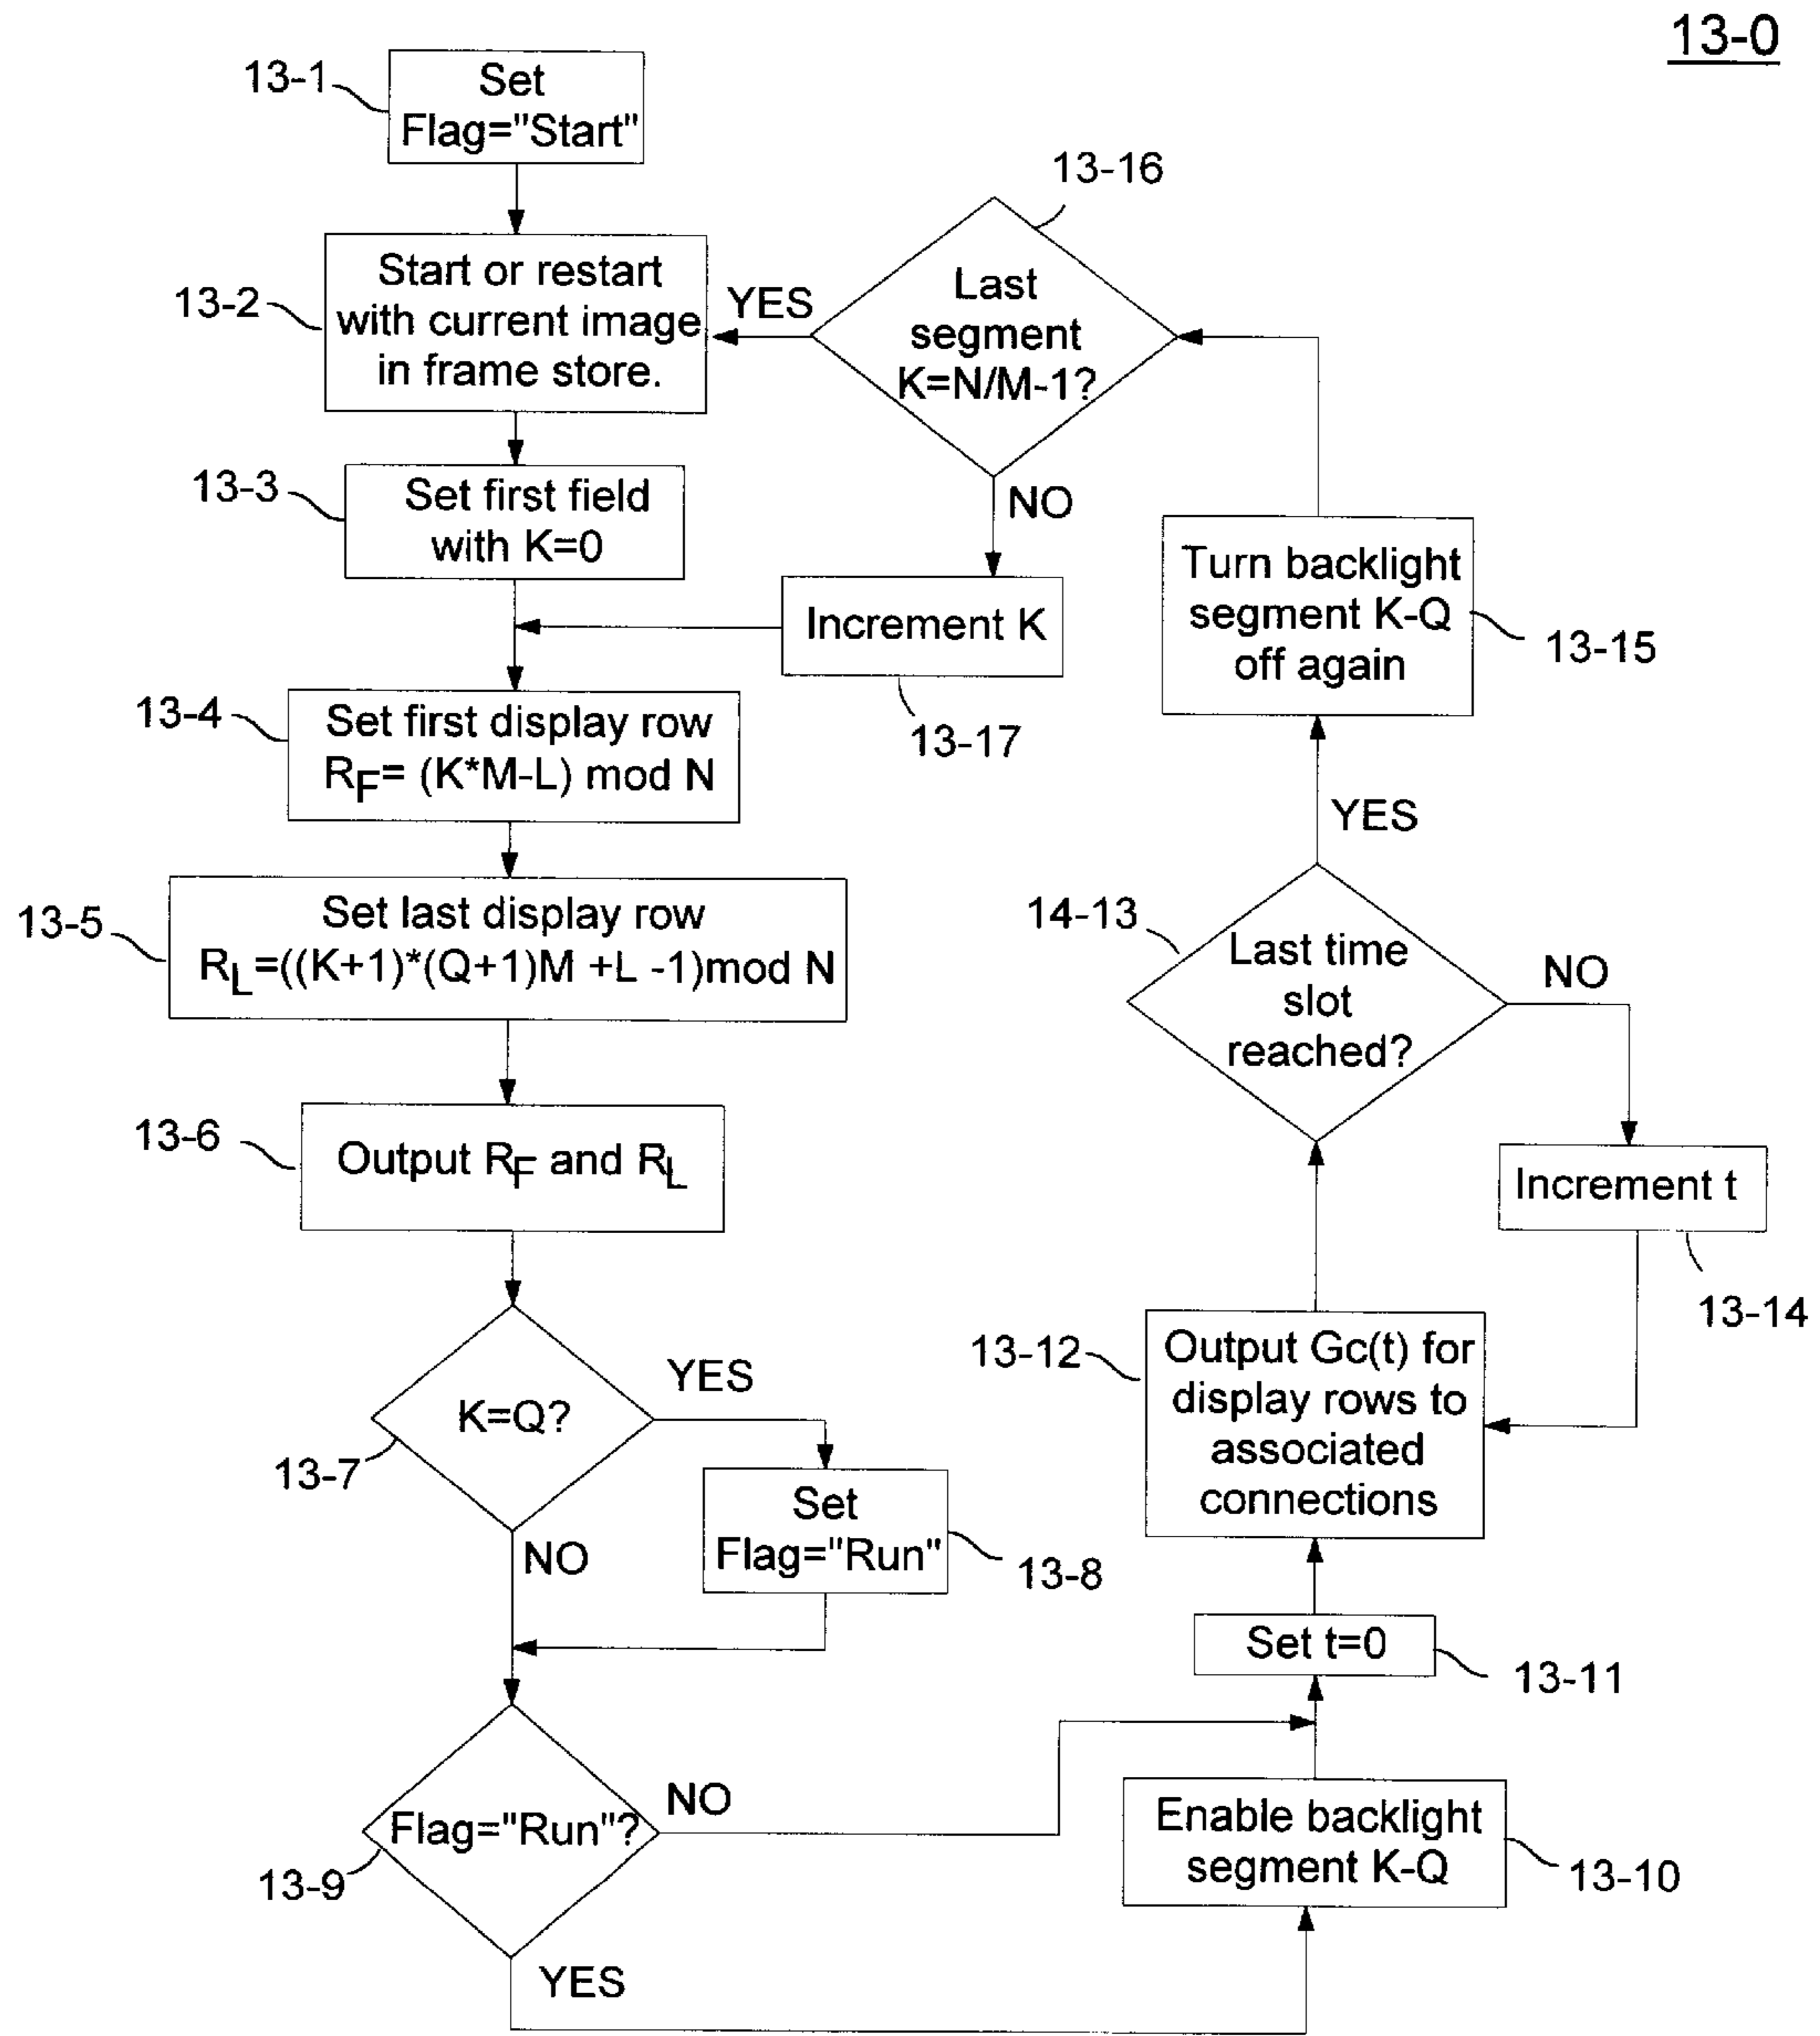 13-0
13-1
Set
Flag="Start"
13-2
Start or restart
with current image
in frame store.
13-3
Set first field
with K=0
13-4
Set first display row
RF= (K*M-L) mod N
13-5
Set last display row
RL=((K+1)*(Q+1)M +L -1)mod N
13-6
Output RF and RL
K=Q?
13-7
YES
NO
Set
Flag="Run"
13-8
Flag="Run"?
13-9
NO
YES
Enable backlight
segment K-Q
13-10
Set t=0
13-11
13-12
Output Gc(t) for
display rows to
associated
connections
14-13
Last time
slot
reached?
NO
Increment t
13-14
YES
Turn backlight
segment K-Q
off again
13-15
13-16
Last
segment
K=N/M-1?
YES
NO
Increment K
13-17